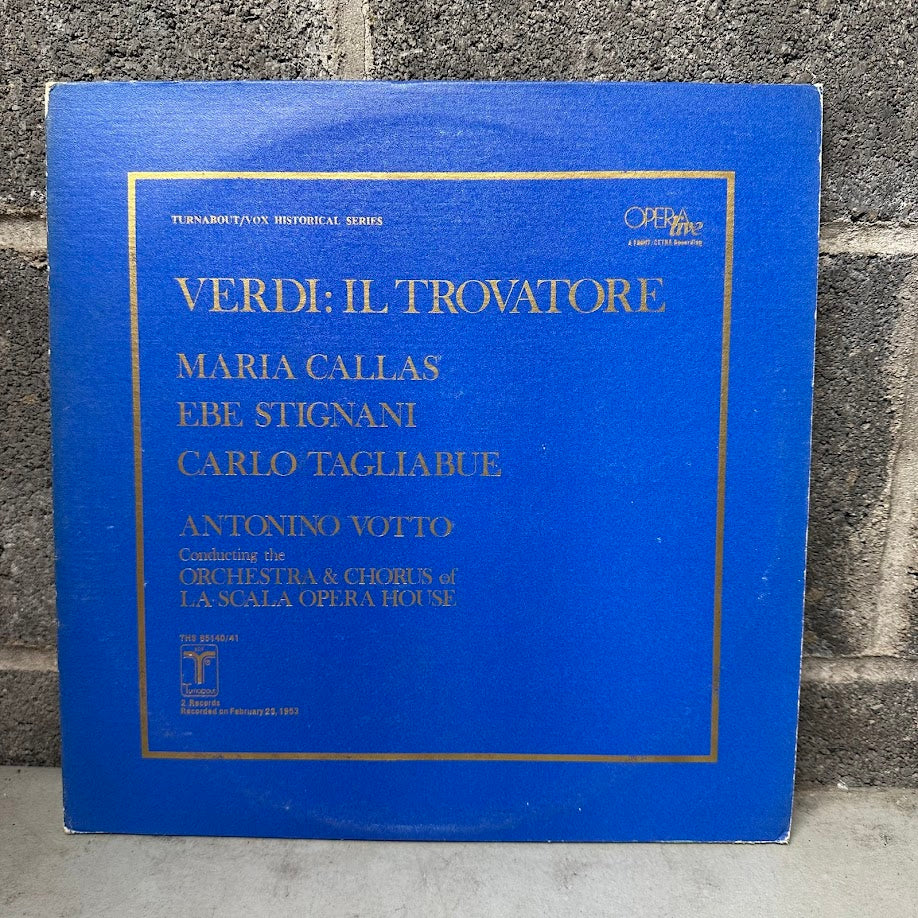 TURNABOUT/VOX HISTORICAL SERIES
OPERA live
A FONIT/CETRA Recording
VERDI: IL TROVATORE
MARIA CALLAS
EBE STIGNANI
CARLO TAGLIABUE
ANTONINO VOTTO
Conducting the
ORCHESTRA & CHORUS of
LA SCALA OPERA HOUSE
THS 65140/41
Turnabout
2 Records
Recorded on February 23, 1953